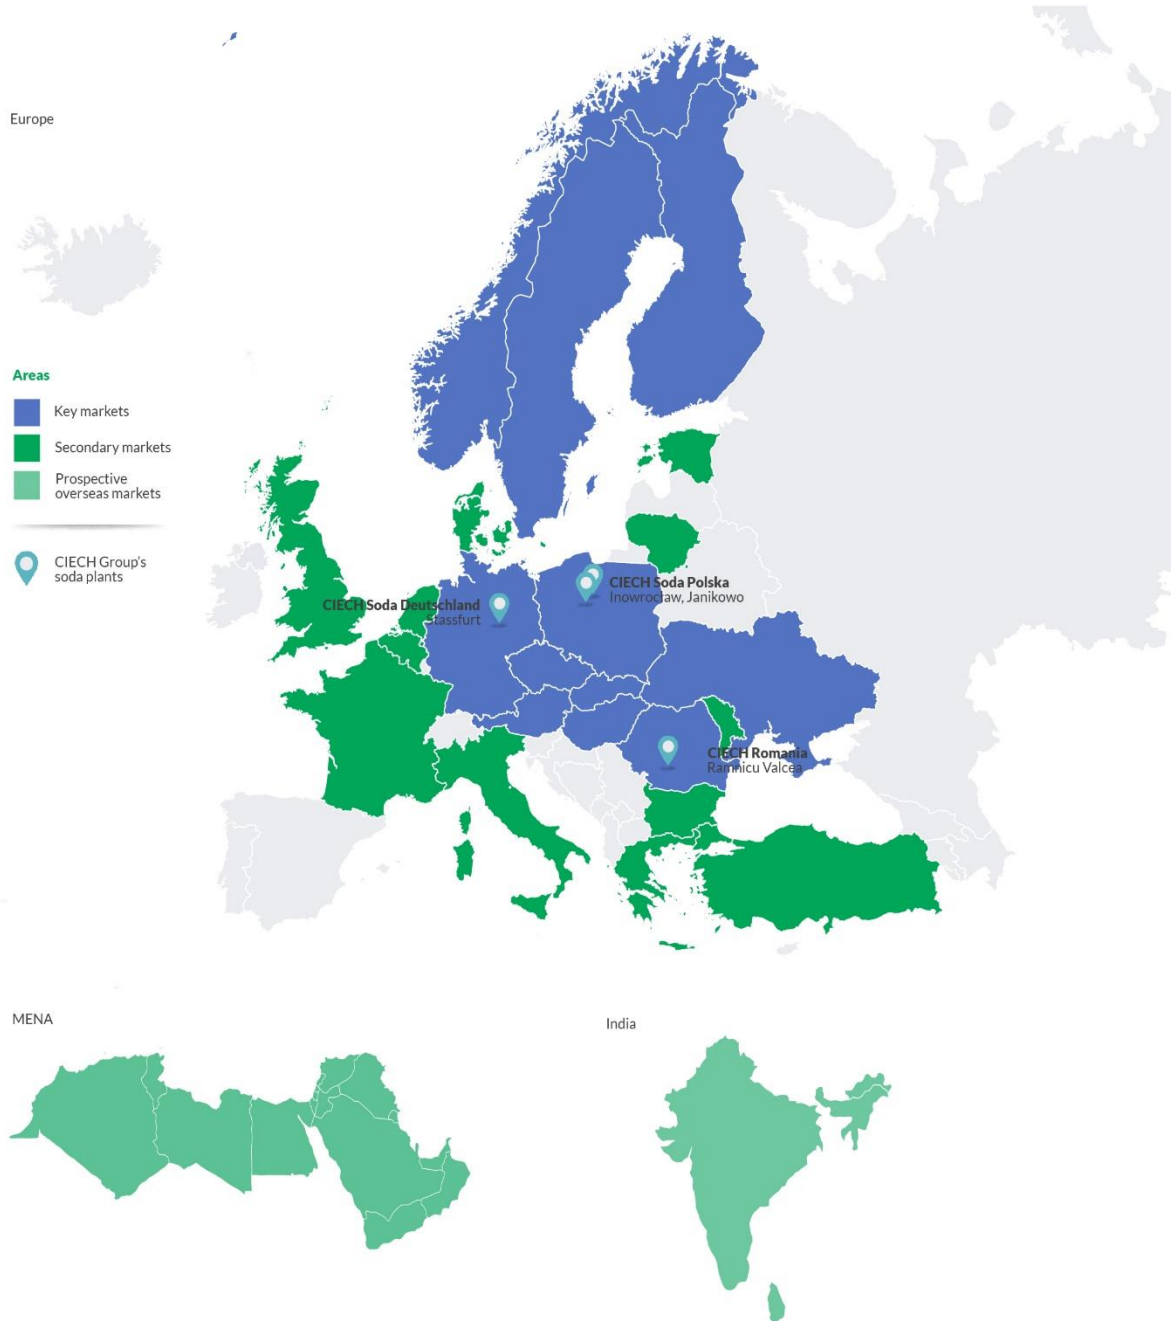 Europe
Areas
Key markets
Secondary markets
Prospective
overseas markets
CIECH Group's
soda plants
CIECH Soda Deutschland
Stassfurt
CIECH Soda Polska
Inowrocław, Janikowo
CIECH Romania
Ramnicu Valcea
MENA
India